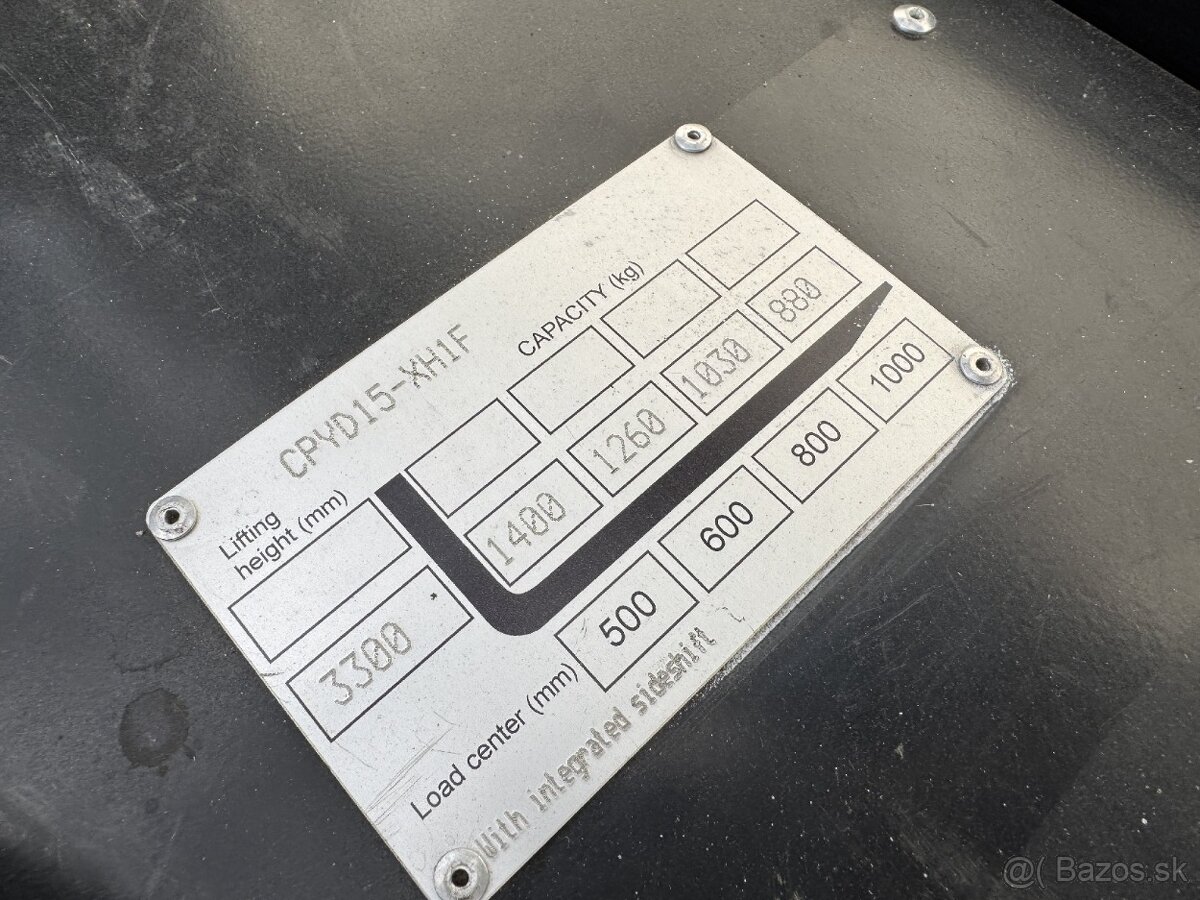 CPYD15-XH1F
Lifting
height (mm)
CAPACITY (kg)
3300
1400 1260 1030 880
500 600 800 1000
Load center (mm)
With integrated sideshift
@( Bazos.sk